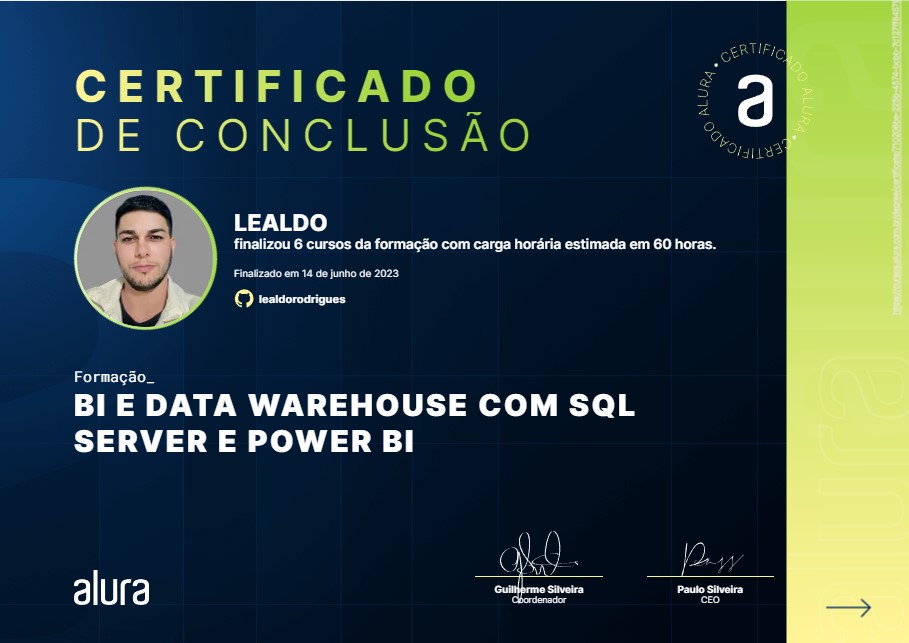 CERTIFICADO
DE CONCLUSÃO
CERTIFICADO ALURA • CERTIFICADO ALURA •
a
LEALDO
finalizou 6 cursos da formação com carga horária estimada em 60 horas.
Finalizado em 14 de junho de 2023
lealdorodrigues
Formação_
BI E DATA WAREHOUSE COM SQL
SERVER E POWER BI
alura
Guilherme Silveira
Coordenador
Paulo Silveira
CEO
alura